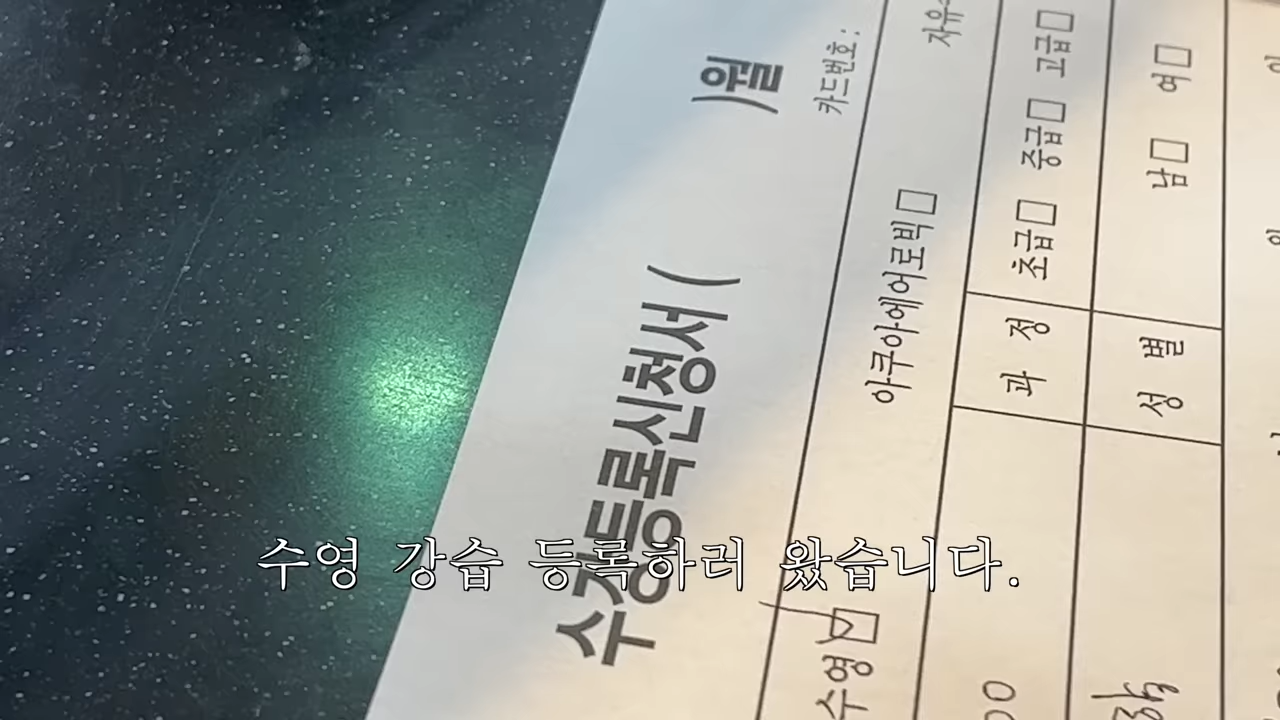 수강등록신청서 ( )월
카드번호 :
수영 아쿠아에어로빅
과 정 초급 중급 고급
성 별 남 여
수영 강습 등록하러 왔습니다.